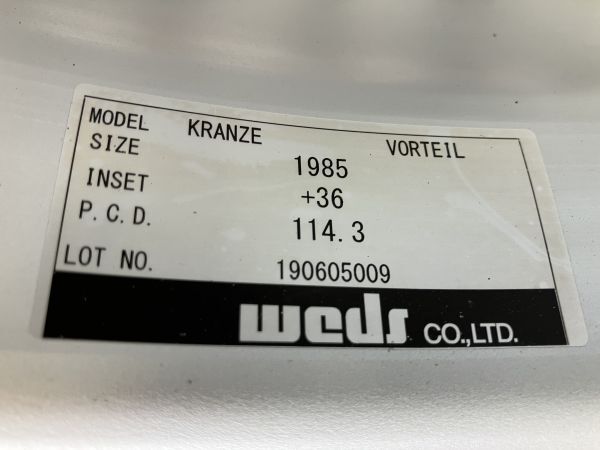 MODEL KRANZE VORTEIL
SIZE 1985
INSET +36
P.C.D. 114.3
LOT NO. 190605009
weds CO.,LTD.